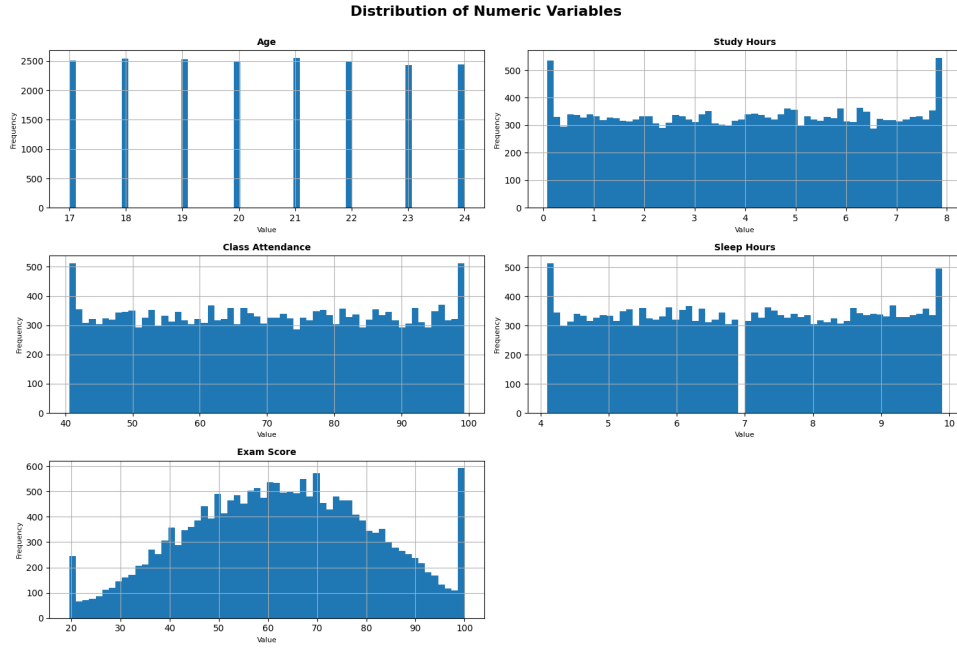 Distribution of Numeric Variables
Age
Frequency
2500
2000
1500
1000
500
0
17 18 19 20 21 22 23 24
Value
Study Hours
Frequency
500
400
300
200
100
0
0 1 2 3 4 5 6 7 8
Value
Class Attendance
Frequency
500
400
300
200
100
0
40 50 60 70 80 90 100
Value
Sleep Hours
Frequency
500
400
300
200
100
0
4 5 6 7 8 9 10
Value
Exam Score
Frequency
600
500
400
300
200
100
0
20 30 40 50 60 70 80 90 100
Value